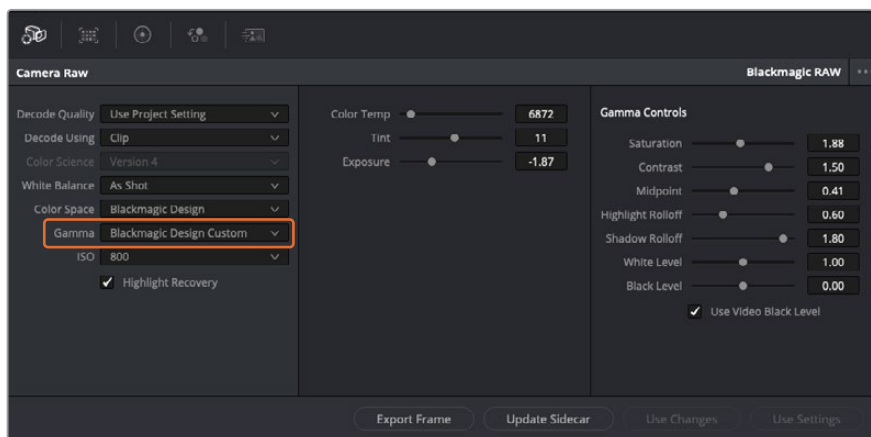 Camera Raw
Blackmagic RAW
Decode Quality Use Project Setting
Decode Using Clip
Color Science Version 4
White Balance As Shot
Color Space Blackmagic Design
Gamma Blackmagic Design Custom
ISO 800
Highlight Recovery
Color Temp 6872
Tint 11
Exposure -1.87
Gamma Controls
Saturation 1.88
Contrast 1.50
Midpoint 0.41
Highlight Rolloff 0.60
Shadow Rolloff 1.80
White Level 1.00
Black Level 0.00
Use Video Black Level
Export Frame
Update Sidecar
Use Changes
Use Settings